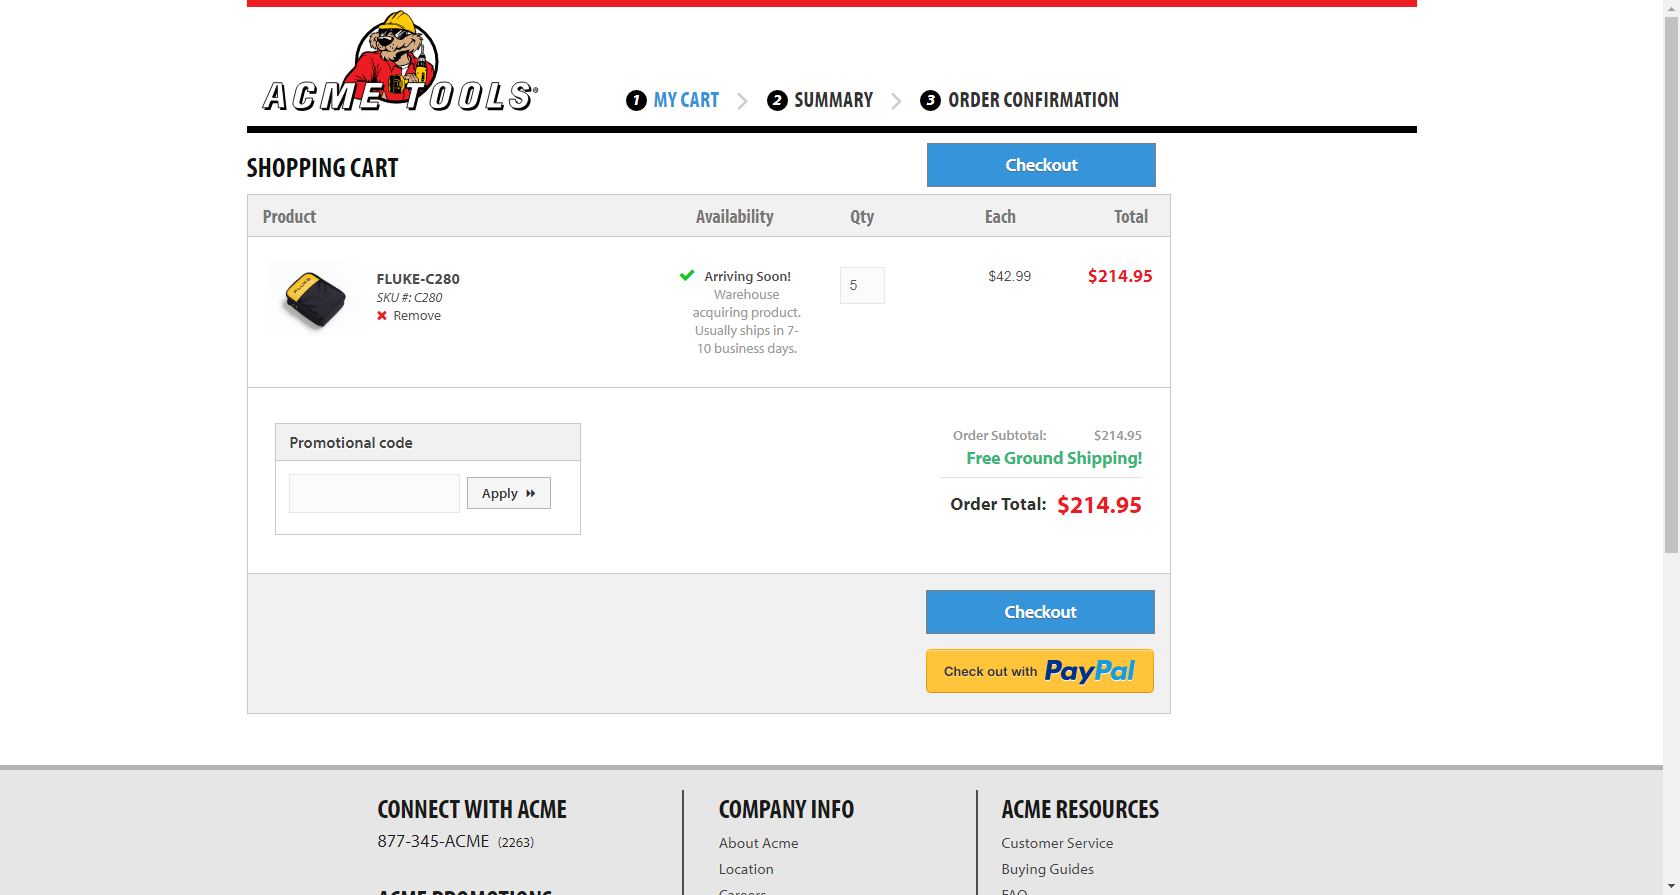 ACME TOOLS®
1 MY CART 2 SUMMARY 3 ORDER CONFIRMATION
SHOPPING CART
Checkout
Product Availability Qty Each Total
FLUKE-C280
SKU #: C280
Remove
Arriving Soon!
Warehouse
acquiring product.
Usually ships in 7-
10 business days.
5
$42.99
$214.95
Promotional code
Apply
Order Subtotal: $214.95
Free Ground Shipping!
Order Total: $214.95
Checkout
Check out with PayPal
CONNECT WITH ACME
877-345-ACME (2263)
ACME PROMOTIONS
COMPANY INFO
About Acme
Location
Careers
ACME RESOURCES
Customer Service
Buying Guides
FAQ